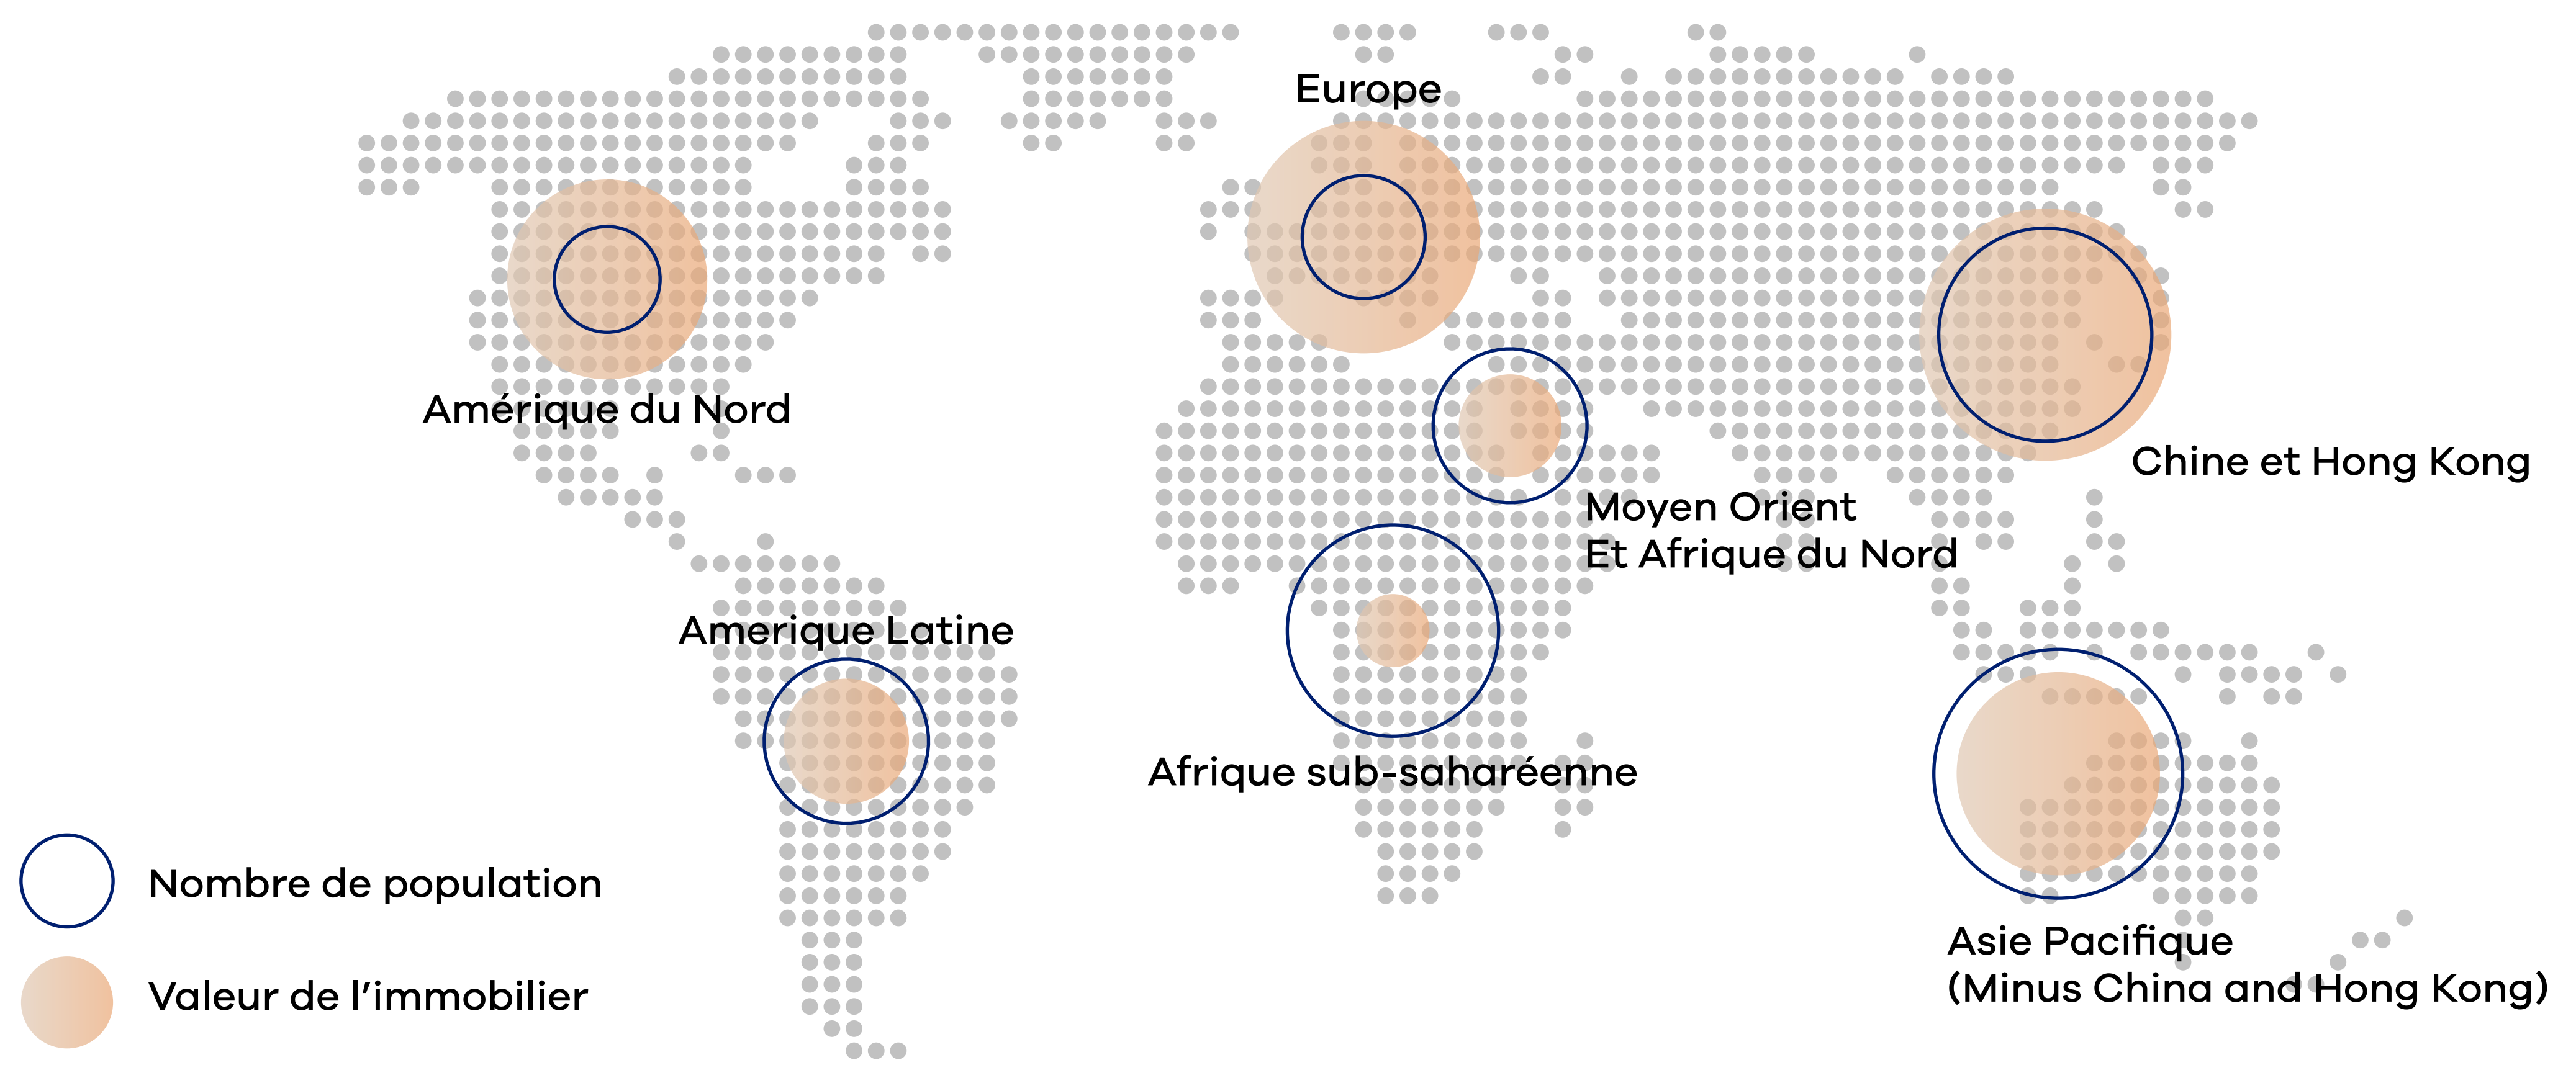 Europe
Amérique du Nord
Chine et Hong Kong
Moyen Orient
Et Afrique du Nord
Amerique Latine
Afrique sub-saharéenne
Nombre de population
Asie Pacifique
(Minus China and Hong Kong)
Valeur de l’immobilier